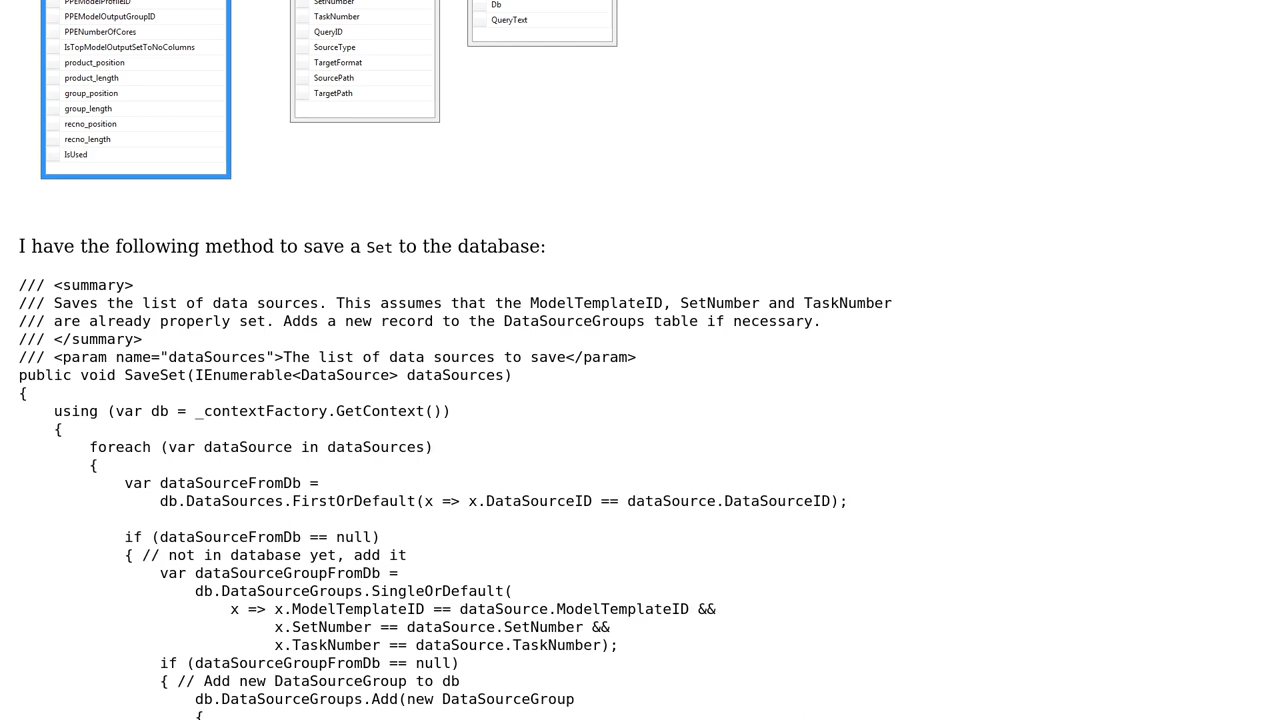 PPEModelProfileID
PPEModelOutputGroupID
PPENumberOfCores
IsTopModelOutputSetToNoColumns
product_position
product_length
group_position
group_length
recno_position
recno_length
IsUsed
SetNumber
TaskNumber
QueryID
SourceType
TargetFormat
SourcePath
TargetPath
Db
QueryText
I have the following method to save a Set to the database:
/// <summary>
/// Saves the list of data sources. This assumes that the ModelTemplateID, SetNumber and TaskNumber
/// are already properly set. Adds a new record to the DataSourceGroups table if necessary.
/// </summary>
/// <param name="dataSources">The list of data sources to save</param>
public void SaveSet(IEnumerable<DataSource> dataSources)
{
    using (var db = _contextFactory.GetContext())
    {
        foreach (var dataSource in dataSources)
        {
            var dataSourceFromDb =
                db.DataSources.FirstOrDefault(x => x.DataSourceID == dataSource.DataSourceID);
            if (dataSourceFromDb == null)
            { // not in database yet, add it
                var dataSourceGroupFromDb =
                    db.DataSourceGroups.SingleOrDefault(
                        x => x.ModelTemplateID == dataSource.ModelTemplateID &&
                             x.SetNumber == dataSource.SetNumber &&
                             x.TaskNumber == dataSource.TaskNumber);
                if (dataSourceGroupFromDb == null)
                { // Add new DataSourceGroup to db
                    db.DataSourceGroups.Add(new DataSourceGroup
                    {